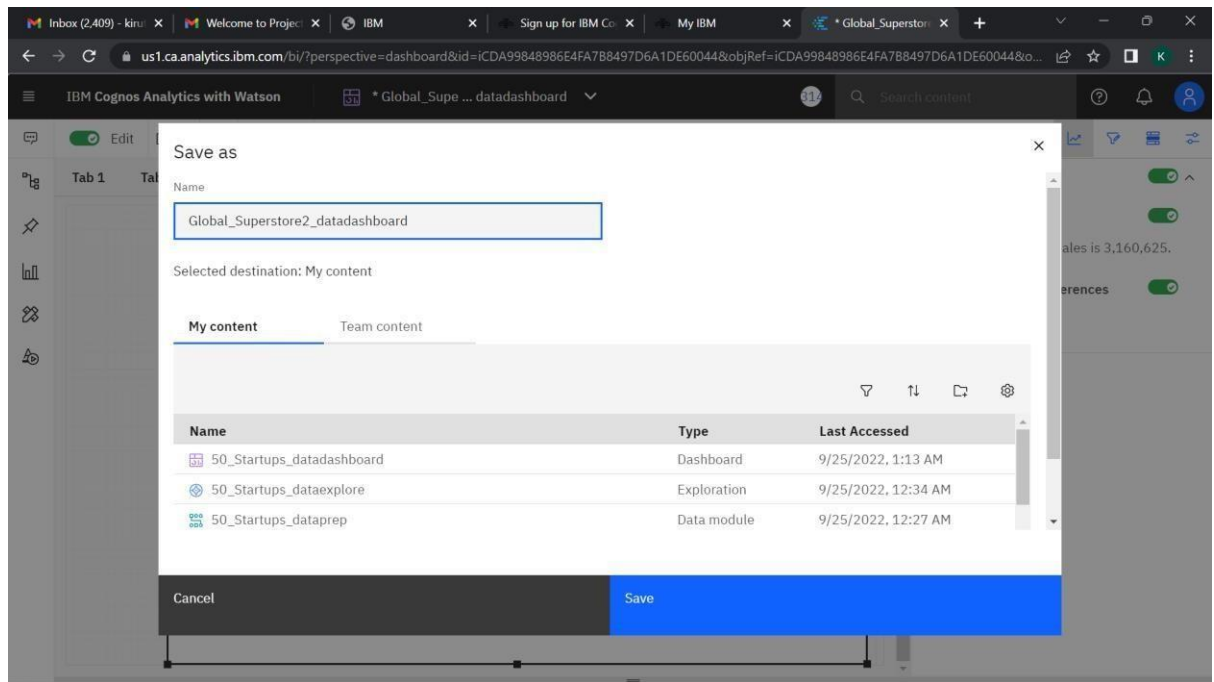 Inbox (2,409) - kiru
Welcome to Projec
IBM
Sign up for IBM Co
My IBM
* Global_Superstor
us1.ca.analytics.ibm.com/bi/?perspective=dashboard&id=iCDA99848986E4FA7B8497D6A1DE60044&objRef=iCDA99848986E4FA7B8497D6A1DE60044&o...
K
IBM Cognos Analytics with Watson
* Global_Supe ... datadashboard
Search content
Edit
Save as
Tab 1
Name
Global_Superstore2_datadashboard
ales is 3,160,625.
Selected destination: My content
erences
My content
Team content
Name Type Last Accessed
50_Startups_datadashboard Dashboard 9/25/2022, 1:13 AM
50_Startups_dataexplore Exploration 9/25/2022, 12:34 AM
50_Startups_dataprep Data module 9/25/2022, 12:27 AM
Cancel
Save